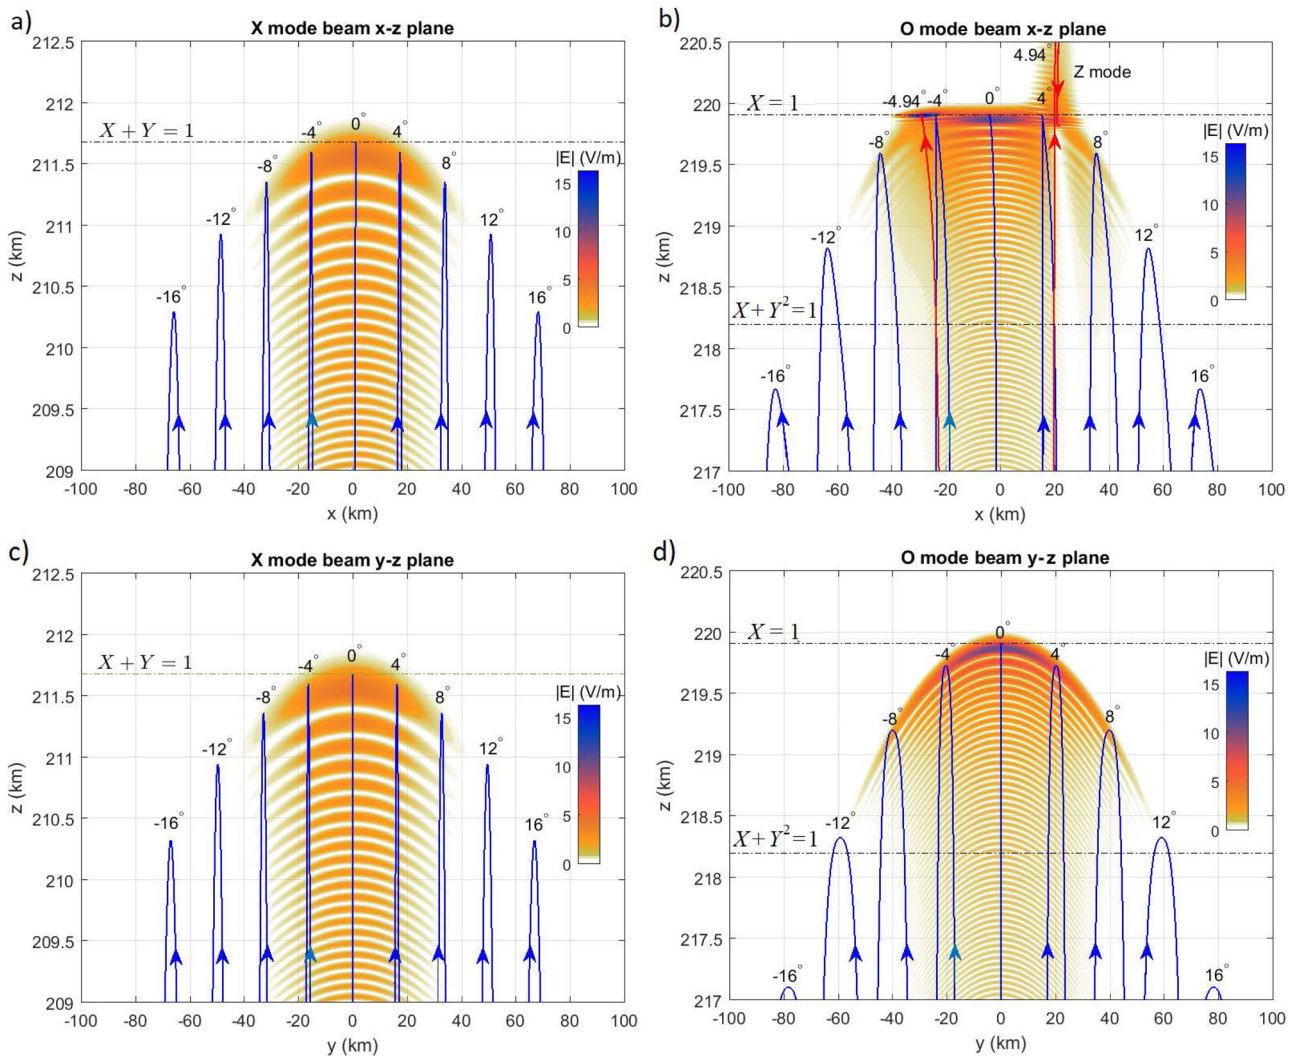 a)
X mode beam x-z plane
212.5
212
211.5
211
210.5
210
209.5
209
z (km)
X + Y = 1
0°
-4°
4°
-8°
8°
-12°
12°
-16°
16°
|E| (V/m)
15
10
5
0
-100 -80 -60 -40 -20 0 20 40 60 80 100
x (km)
b)
O mode beam x-z plane
220.5
220
219.5
219
218.5
218
217.5
217
z (km)
4.94°
Z mode
X = 1
-4.94°
-4°
0°
4°
-8°
8°
-12°
12°
X + Y² = 1
-16°
16°
|E| (V/m)
15
10
5
0
-100 -80 -60 -40 -20 0 20 40 60 80 100
x (km)
c)
X mode beam y-z plane
212.5
212
211.5
211
210.5
210
209.5
209
z (km)
X + Y = 1
0°
-4°
4°
-8°
8°
-12°
12°
-16°
16°
|E| (V/m)
15
10
5
0
-100 -80 -60 -40 -20 0 20 40 60 80 100
y (km)
d)
O mode beam y-z plane
220.5
220
219.5
219
218.5
218
217.5
217
z (km)
X = 1
0°
-4°
4°
-8°
8°
-12°
12°
X + Y² = 1
-16°
16°
|E| (V/m)
15
10
5
0
-100 -80 -60 -40 -20 0 20 40 60 80 100
y (km)